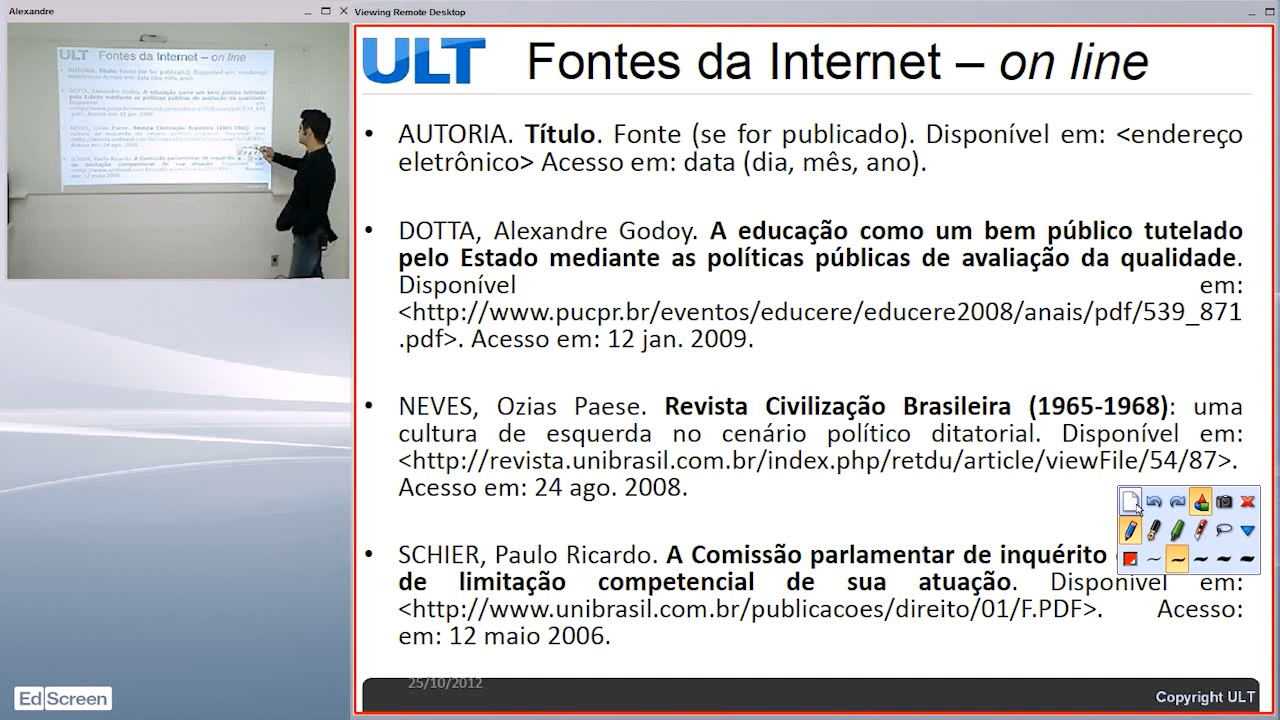 Alexandre
Viewing Remote Desktop
ULT
Fontes da Internet – on line
• AUTORIA. Título. Fonte (se for publicado). Disponível em: <endereço
eletrônico> Acesso em: data (dia, mês, ano).
• DOTTA, Alexandre Godoy. A educação como um bem público tutelado
pelo Estado mediante as políticas públicas de avaliação da qualidade.
Disponível em:
<http://www.pucpr.br/eventos/educere/educere2008/anais/pdf/539_871
.pdf>. Acesso em: 12 jan. 2009.
• NEVES, Ozias Paese. Revista Civilização Brasileira (1965-1968): uma
cultura de esquerda no cenário político ditatorial. Disponível em:
<http://revista.unibrasil.com.br/index.php/retdu/article/viewFile/54/87>.
Acesso em: 24 ago. 2008.
• SCHIER, Paulo Ricardo. A Comissão parlamentar de inquérito
de limitação competencial de sua atuação. Disponível em:
<http://www.unibrasil.com.br/publicacoes/direito/01/F.PDF>. Acesso:
em: 12 maio 2006.
25/10/2012
Copyright ULT
EdScreen